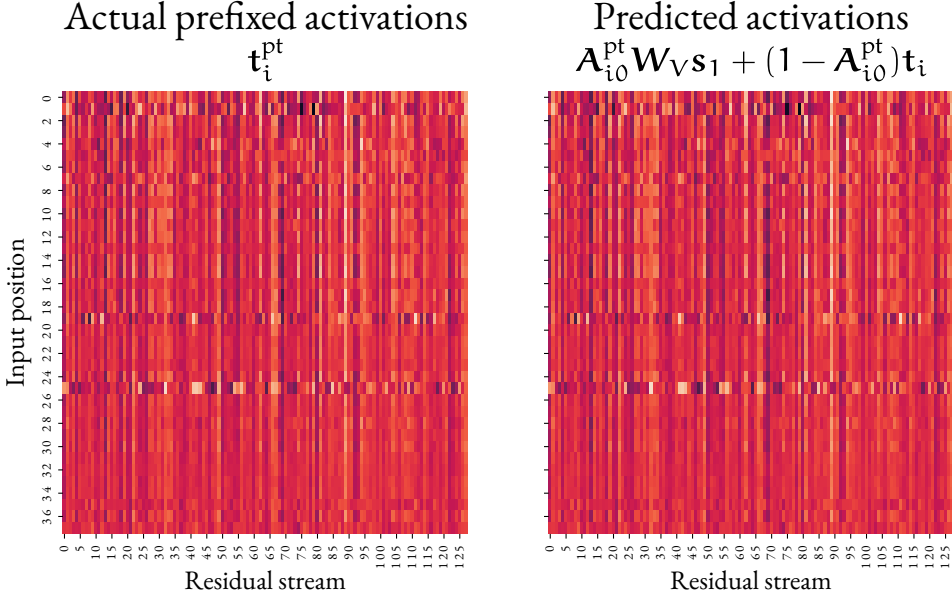 Actual prefixed activations
Predicted activations
t_i^pt
A_i0^pt W_V s_1 + (1 − A_i0^pt) t_i
Input position
0
2
4
6
8
10
12
14
16
18
20
22
24
26
28
30
32
34
36
0 5 10 15 20 25 30 35 40 45 50 55 60 65 70 75 80 85 90 95 100 105 110 115 120 125
0 5 10 15 20 25 30 35 40 45 50 55 60 65 70 75 80 85 90 95 100 105 110 115 120 125
Residual stream
Residual stream